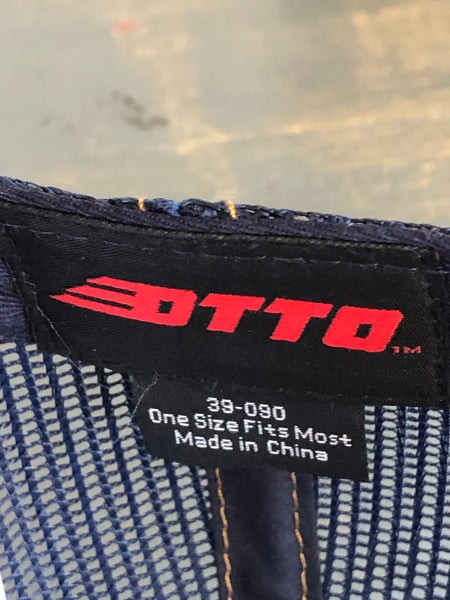 OTTO™
39-090
One Size Fits Most
Made in China